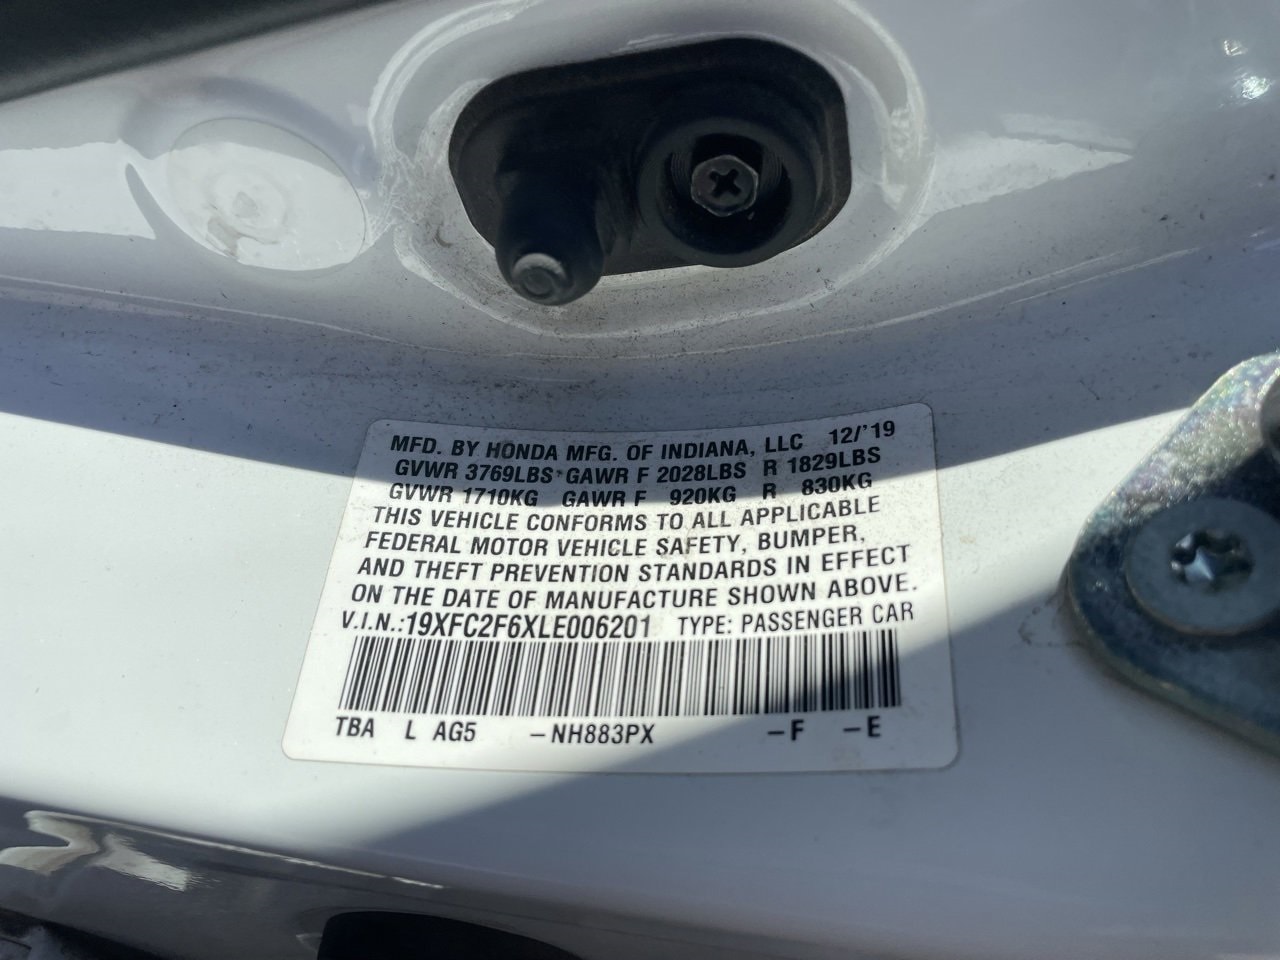 MFD. BY HONDA MFG. OF INDIANA, LLC 12/'19
GVWR 3769LBS GAWR F 2028LBS R 1829LBS
GVWR 1710KG GAWR F 920KG R 830KG
THIS VEHICLE CONFORMS TO ALL APPLICABLE
FEDERAL MOTOR VEHICLE SAFETY, BUMPER,
AND THEFT PREVENTION STANDARDS IN EFFECT
ON THE DATE OF MANUFACTURE SHOWN ABOVE.
V.I.N.:19XFC2F6XLE006201 TYPE: PASSENGER CAR
TBA L AG5 –NH883PX –F –E